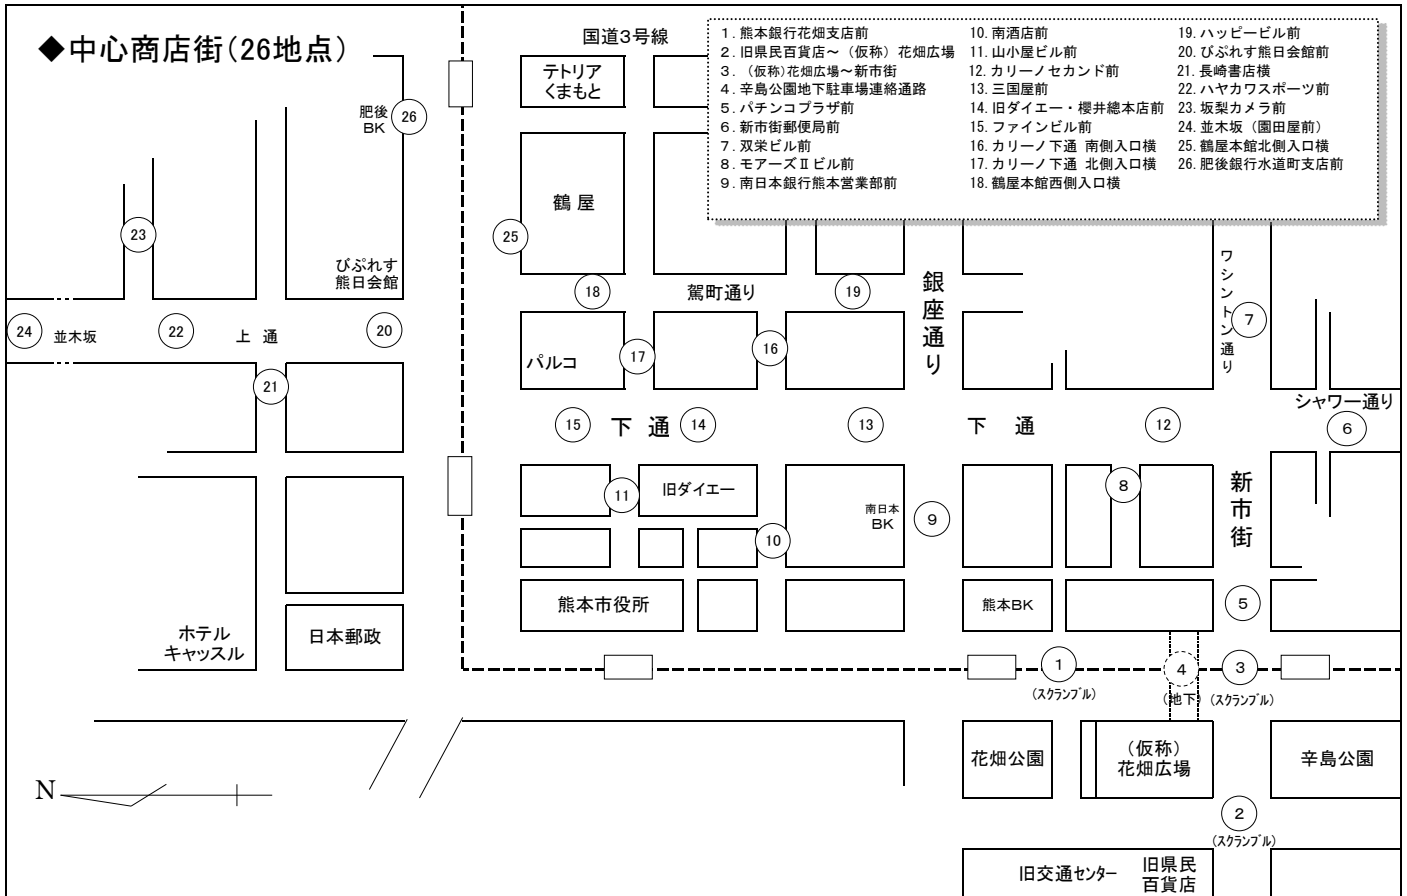 ◆中心商店街(26地点)
国道3号線
1. 熊本銀行花畑支店前
2. 旧県民百貨店～(仮称)花畑広場
3. (仮称)花畑広場～新市街
4. 辛島公園地下駐車場連絡通路
5. パチンコプラザ前
6. 新市街郵便局前
7. 双栄ビル前
8. モアーズⅡビル前
9. 南日本銀行熊本営業部前
10. 南酒店前
11. 山小屋ビル前
12. カリーノセカンド前
13. 三国屋前
14. 旧ダイエー・櫻井總本店前
15. ファインビル前
16. カリーノ下通 南側入口横
17. カリーノ下通 北側入口横
18. 鶴屋本館西側入口横
19. ハッピービル前
20. びぷれす熊日会館前
21. 長崎書店横
22. ハヤカワスポーツ前
23. 坂梨カメラ前
24. 並木坂(園田屋前)
25. 鶴屋本館北側入口横
26. 肥後銀行水道町支店前
テトリア
くまもと
肥後
BK
26
鶴 屋
23
25
びぷれす
熊日会館
18
駕町通り
19
銀座通り
ワシントン通り
7
24
並木坂
22
上 通
20
パルコ
17
16
21
シャワー通り
15
下 通
14
13
下 通
12
6
11
旧ダイエー
8
新市街
南日本
BK
9
10
熊本市役所
熊本BK
5
ホテル
キャッスル
日本郵政
1
(スクランブル)
4
(地下)
3
(スクランブル)
花畑公園
(仮称)
花畑広場
辛島公園
N
2
(スクランブル)
旧交通センター
旧県民
百貨店